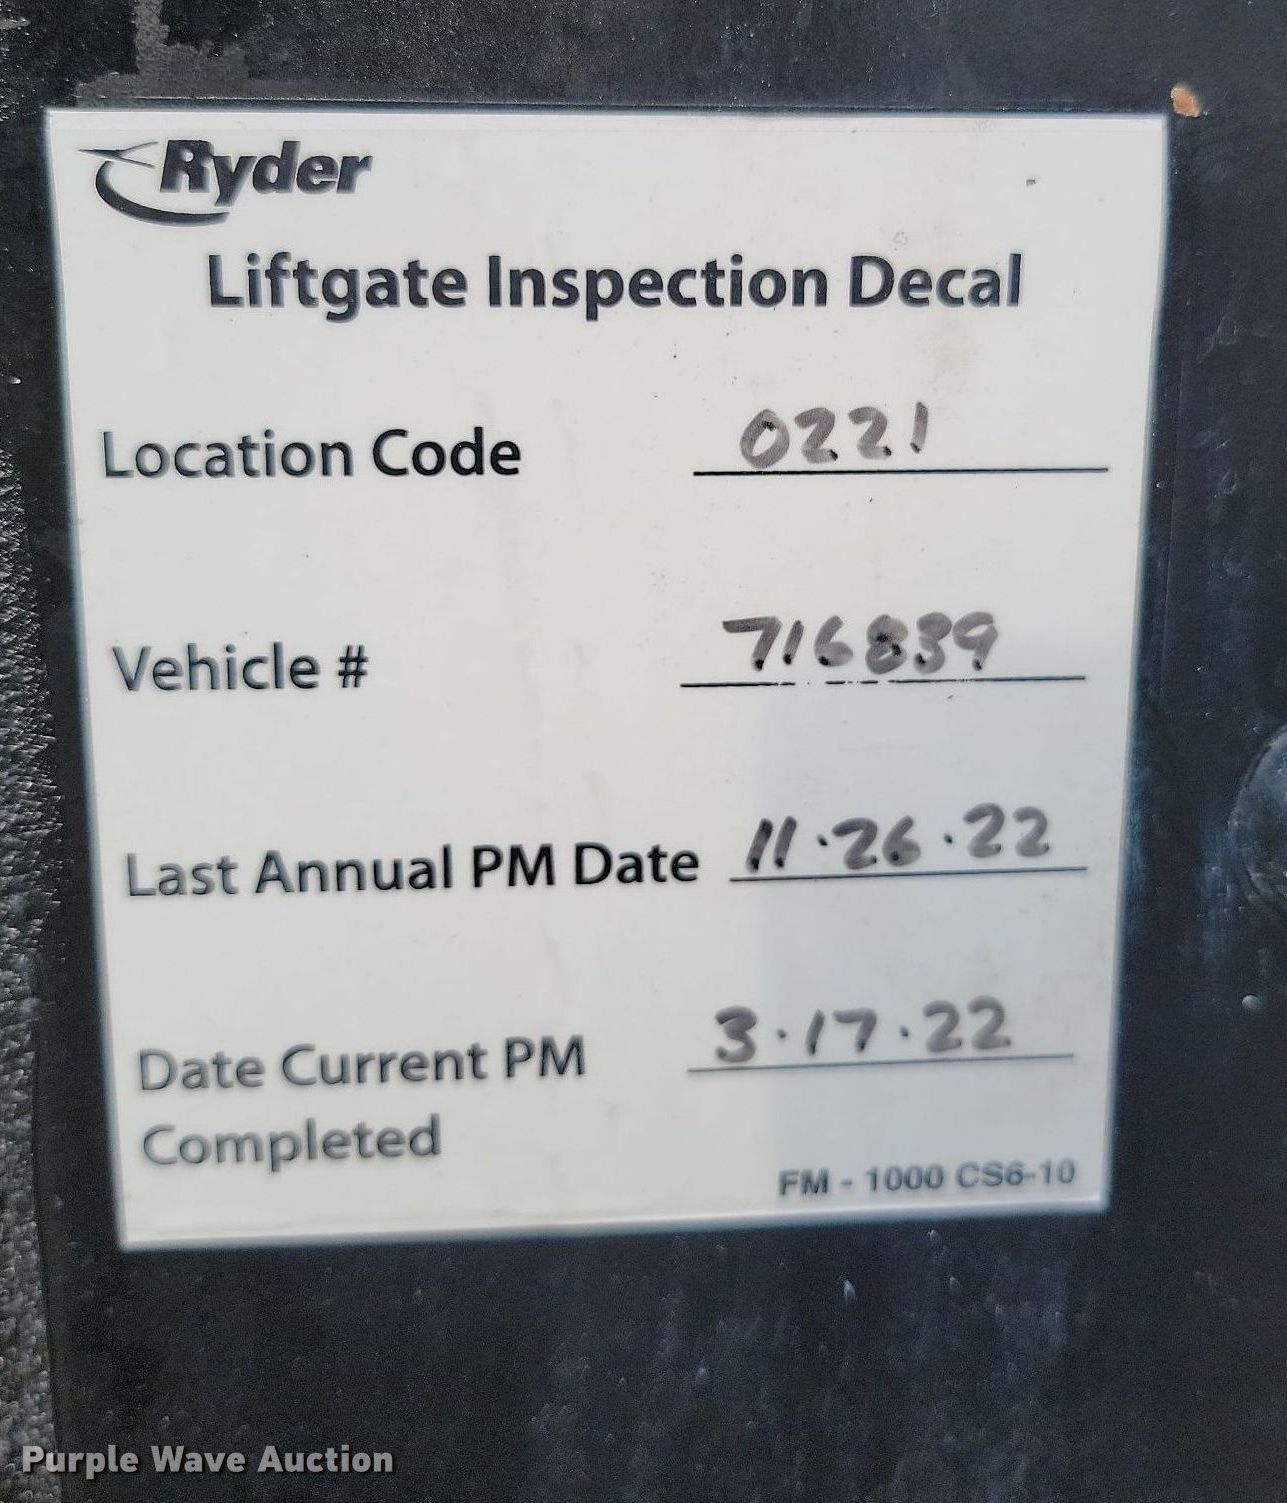 Ryder
Liftgate Inspection Decal
Location Code 0221
Vehicle # 716839
Last Annual PM Date 11·26·22
Date Current PM 3·17·22
Completed
FM - 1000 CS6-10
Purple Wave Auction